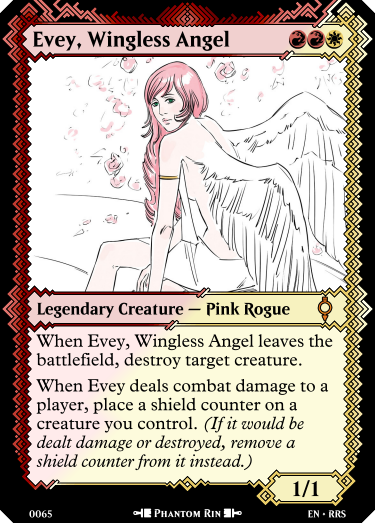 Evey, Wingless Angel
Legendary Creature — Pink Rogue
When Evey, Wingless Angel leaves the
battlefield, destroy target creature.
When Evey deals combat damage to a
player, place a shield counter on a
creature you control. (If it would be
dealt damage or destroyed, remove a
shield counter from it instead.)
1/1
0065
Phantom Rin
EN • RRS